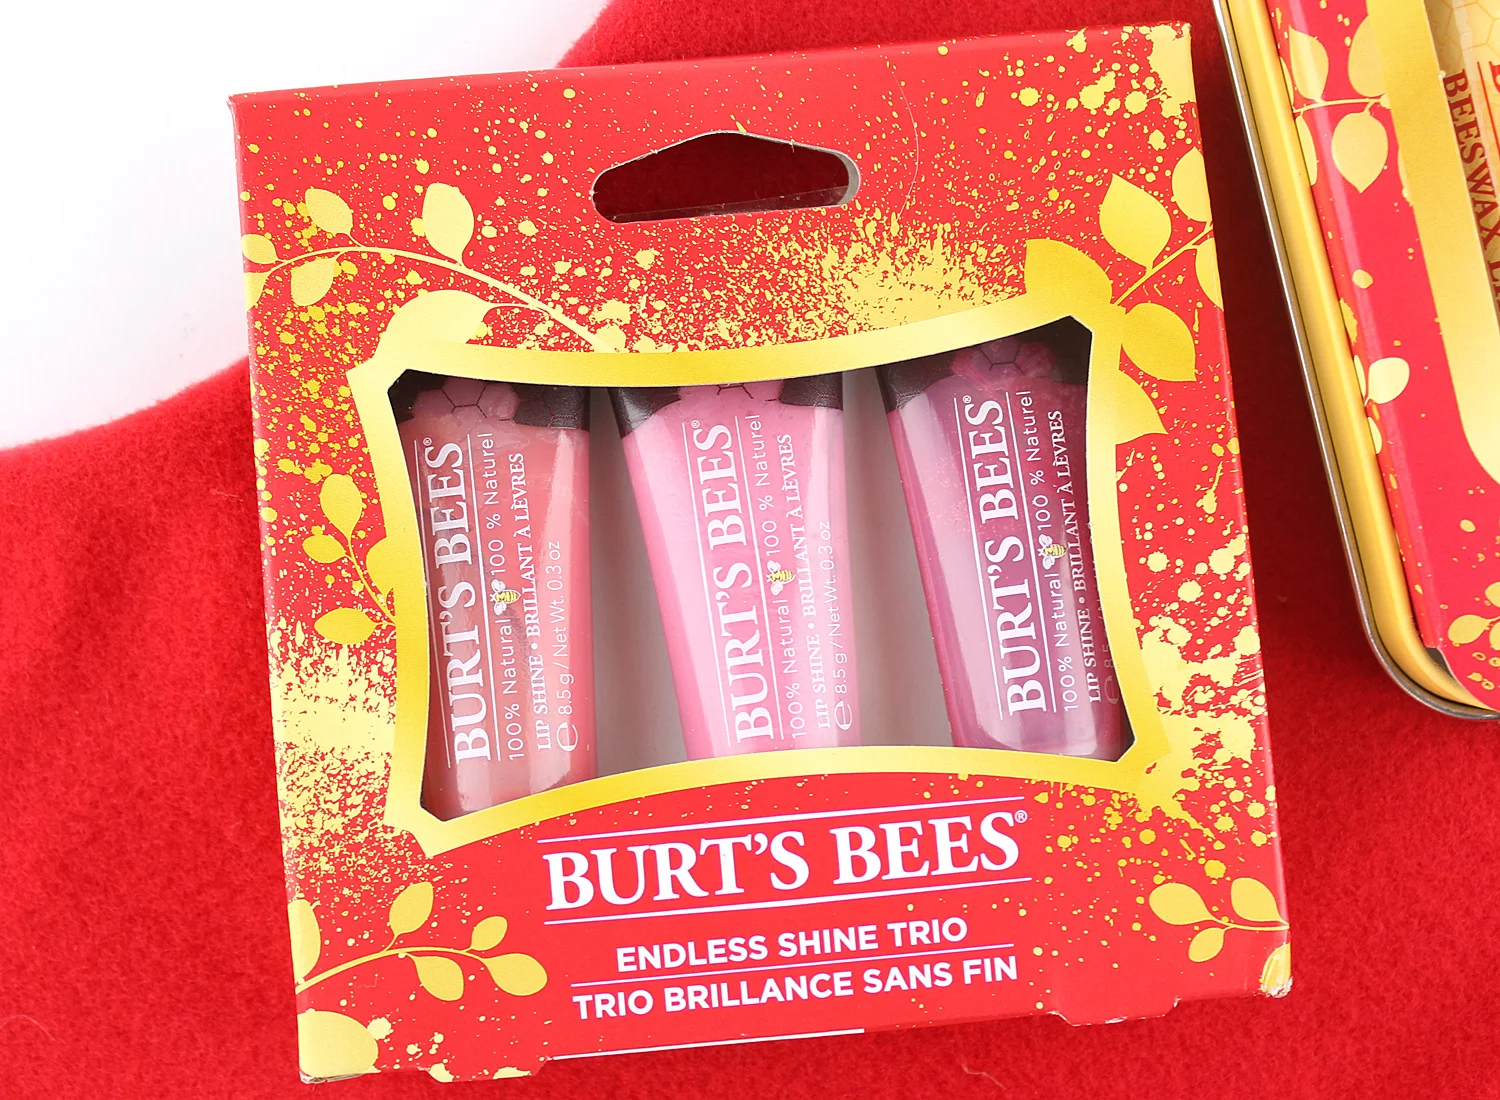 BURT'S BEES®
100% Natural 100 % Naturel
LIP SHINE • BRILLANT À LÈVRES
℮ 8.5 g / Net Wt. 0.3 oz
BURT'S BEES®
100% Natural 100 % Naturel
LIP SHINE • BRILLANT À LÈVRES
℮ 8.5 g / Net Wt. 0.3 oz
BURT'S BEES®
100% Natural 100 % Naturel
LIP SHINE • BRILLANT À LÈVRES
℮ 8.5
BURT'S BEES®
ENDLESS SHINE TRIO
TRIO BRILLANCE SANS FIN
BEESWAX